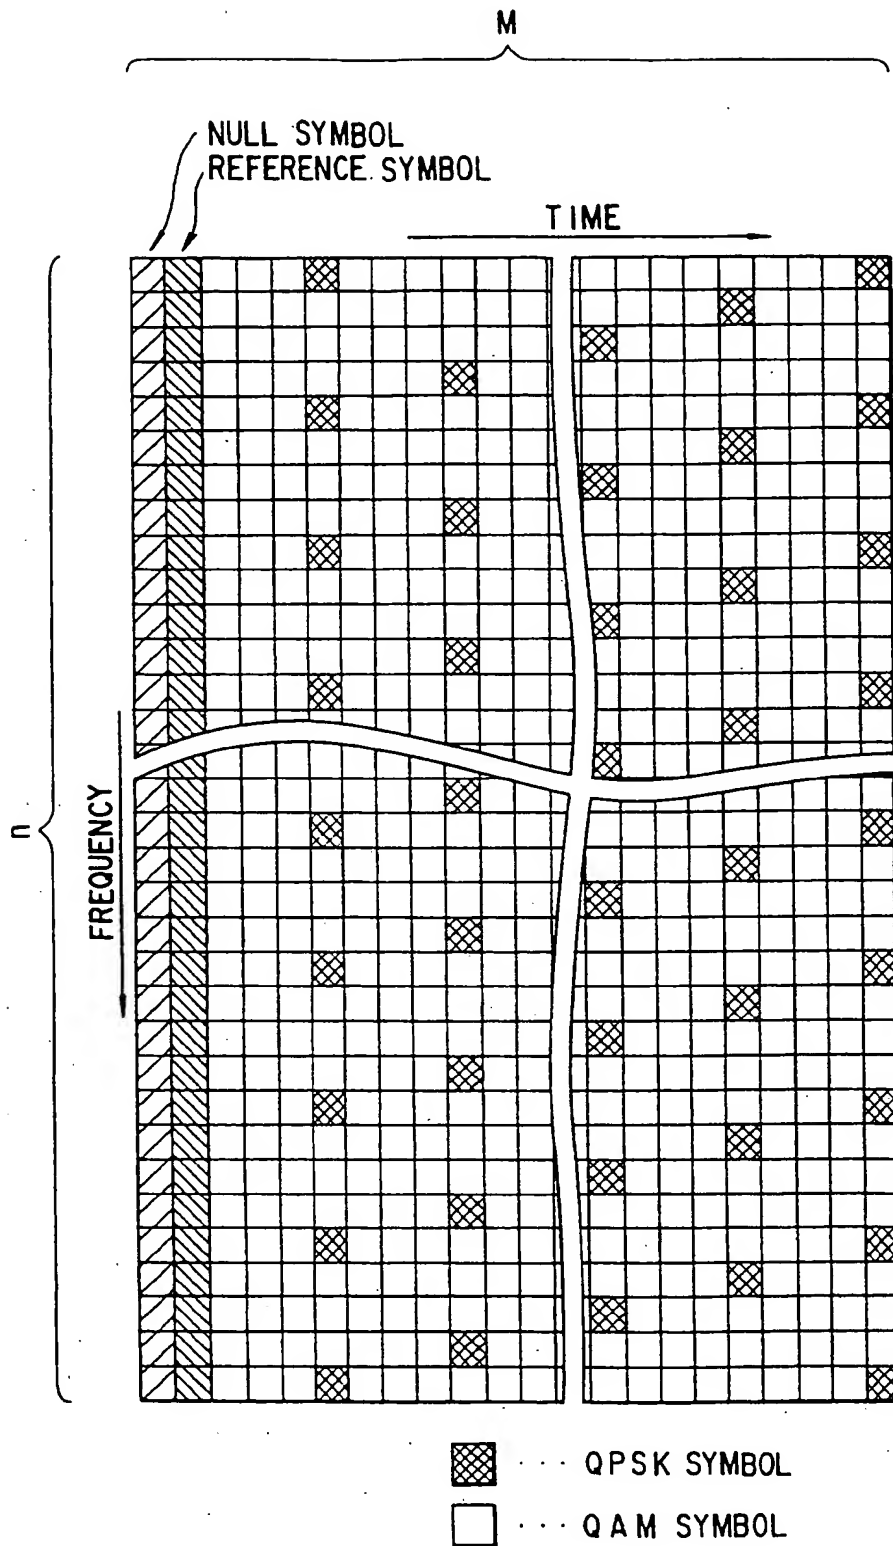 M
NULL SYMBOL
REFERENCE SYMBOL
TIME
n
FREQUENCY
··· QPSK SYMBOL
··· QAM SYMBOL